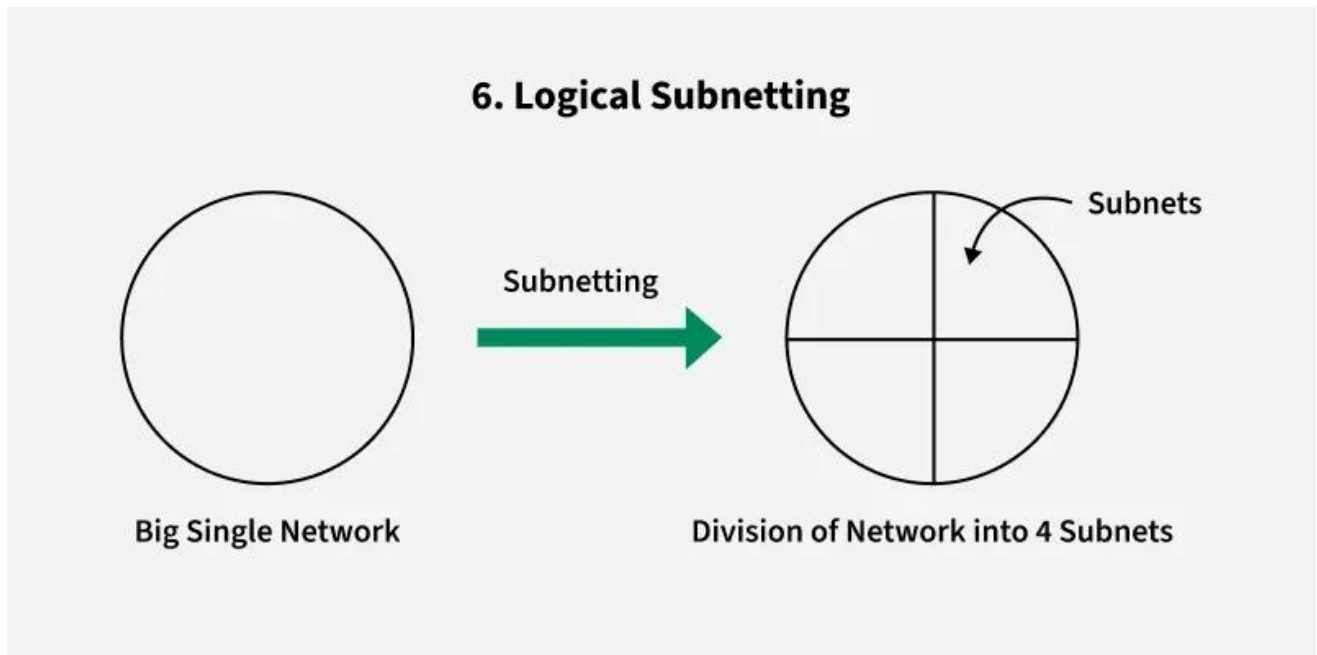 6. Logical Subnetting
Subnets
Subnetting
Big Single Network
Division of Network into 4 Subnets